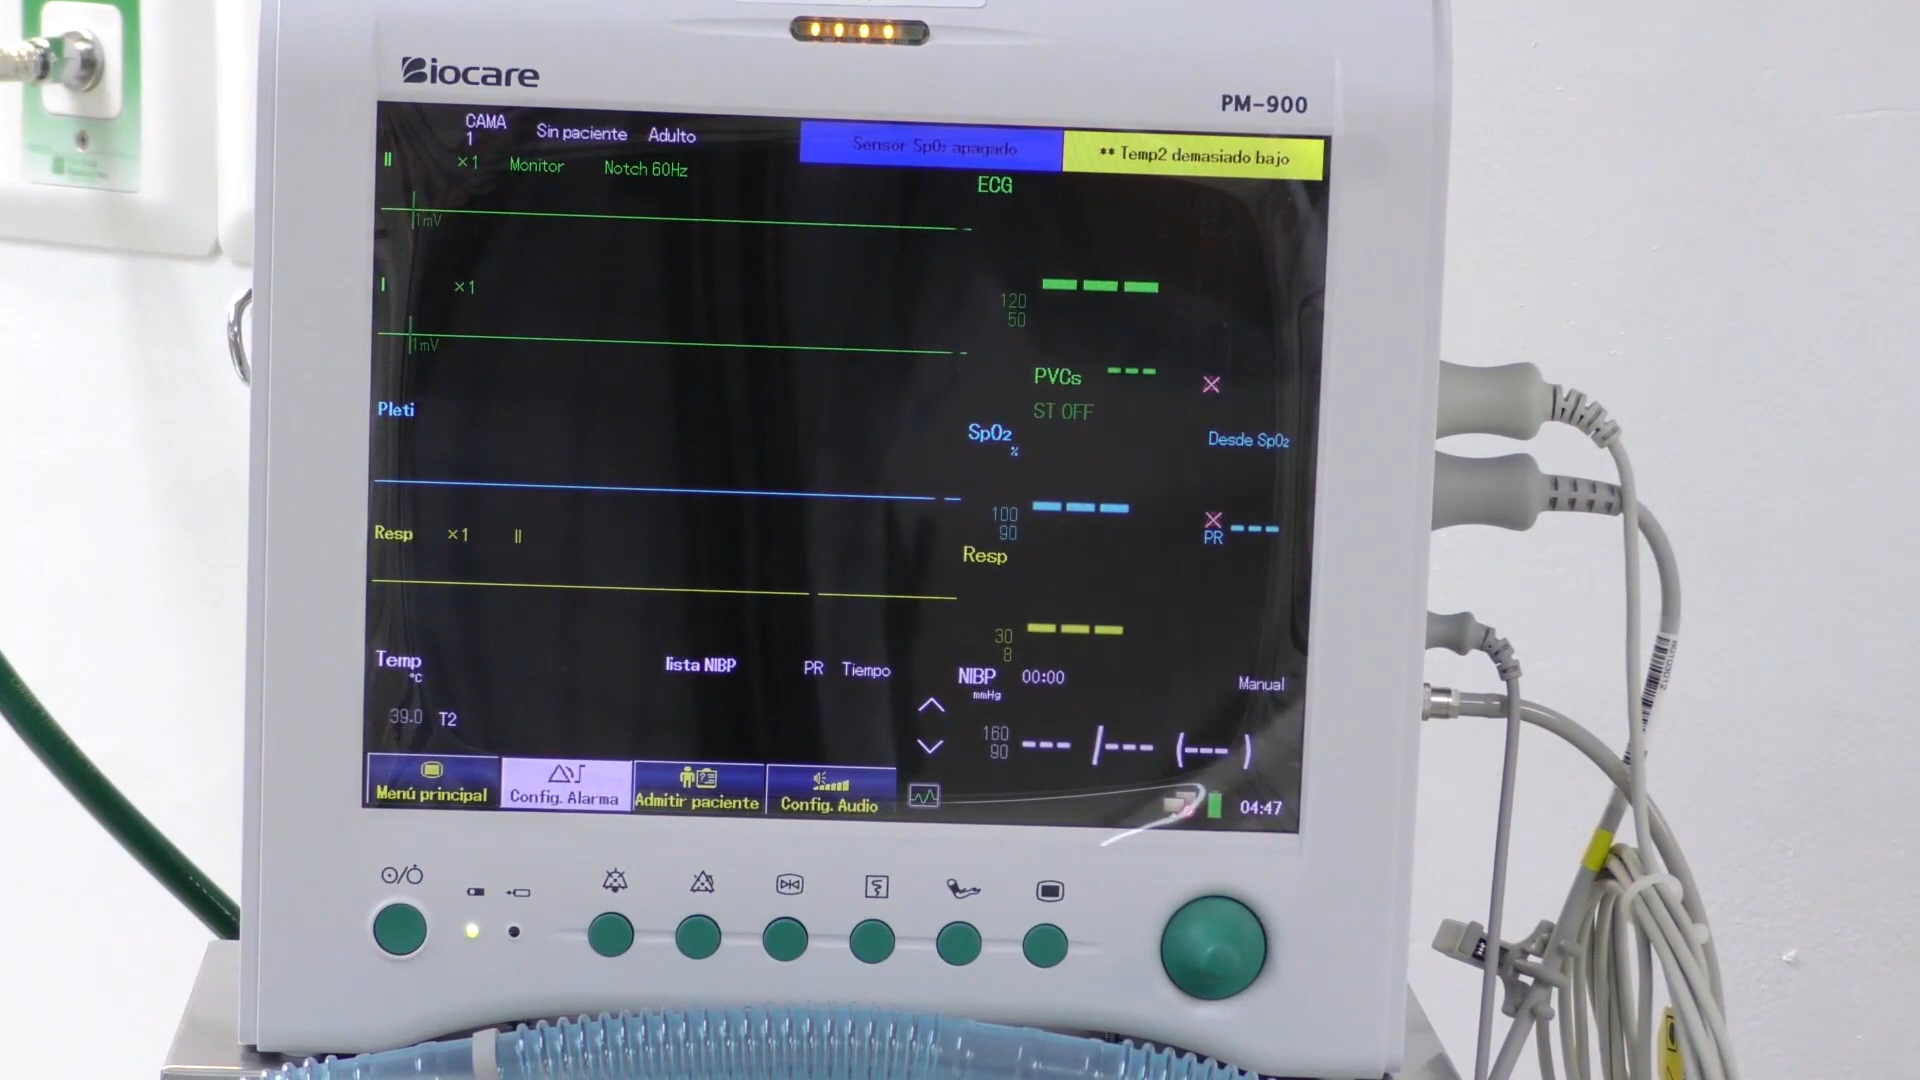 Biocare
PM-900
CAMA
1
Sin paciente
Adulto
Sensor SpO₂ apagado
** Temp2 demasiado bajo
II
×1
Monitor
Notch 60Hz
ECG
1mV
I
×1
120
50
1mV
PVCs
---
ST OFF
Pleti
SpO₂
%
Desde SpO₂
100
90
---
PR
---
Resp
×1
II
Resp
30
8
---
Temp
°C
lista NIBP
PR
Tiempo
NIBP
mmHg
00:00
Manual
39.0
T2
160
90
--- /--- (--- )
Menú principal
Config. Alarma
Admitir paciente
Config. Audio
04:47